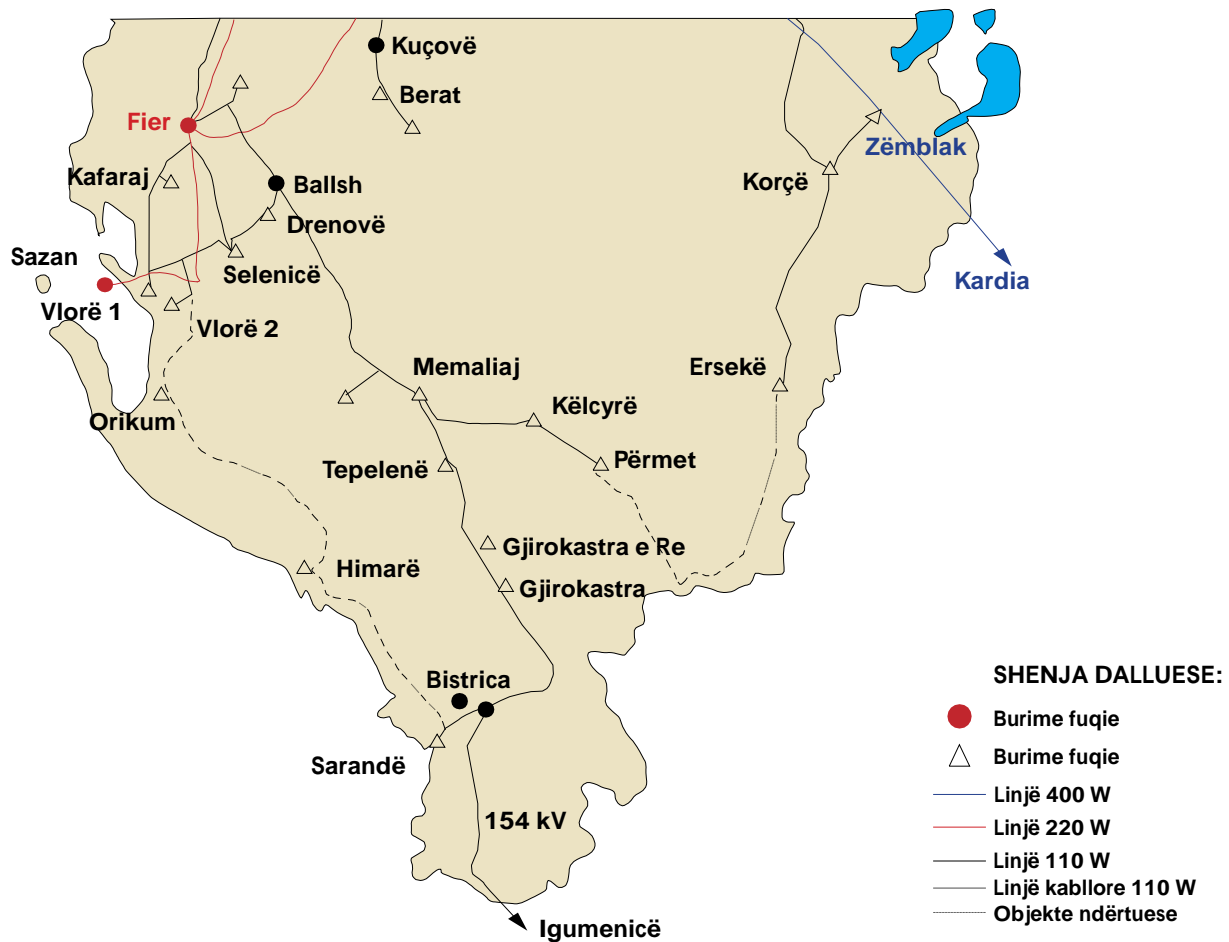 Kuçovë
Berat
Fier
Zëmblak
Kafaraj
Ballsh
Korçë
Drenovë
Sazan
Selenicë
Kardia
Vlorë 1
Vlorë 2
Memaliaj
Ersekë
Këlcyrë
Orikum
Tepelenë
Përmet
Gjirokastra e Re
Himarë
Gjirokastra
Bistrica
SHENJA DALLUESE:
Burime fuqie
Burime fuqie
Sarandë
Linjë 400 W
154 kV
Linjë 220 W
Linjë 110 W
Linjë kabllore 110 W
Objekte ndërtuese
Igumenicë